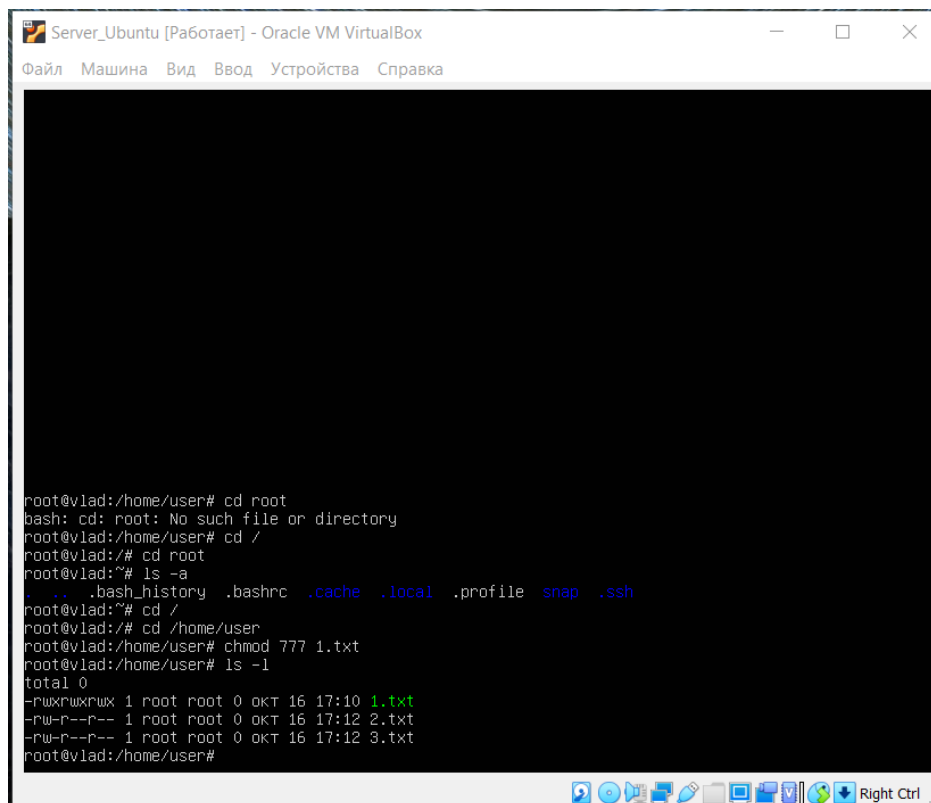 Server_Ubuntu [Работает] - Oracle VM VirtualBox
Файл Машина Вид Ввод Устройства Справка
root@vlad:/home/user# cd root
bash: cd: root: No such file or directory
root@vlad:/home/user# cd /
root@vlad:/# cd root
root@vlad:~# ls -a
. .. .bash_history .bashrc .cache .local .profile snap .ssh
root@vlad:~# cd /
root@vlad:/# cd /home/user
root@vlad:/home/user# chmod 777 1.txt
root@vlad:/home/user# ls -l
total 0
-rwxrwxrwx 1 root root 0 окт 16 17:10 1.txt
-rw-r--r-- 1 root root 0 окт 16 17:12 2.txt
-rw-r--r-- 1 root root 0 окт 16 17:12 3.txt
root@vlad:/home/user#
Right Ctrl